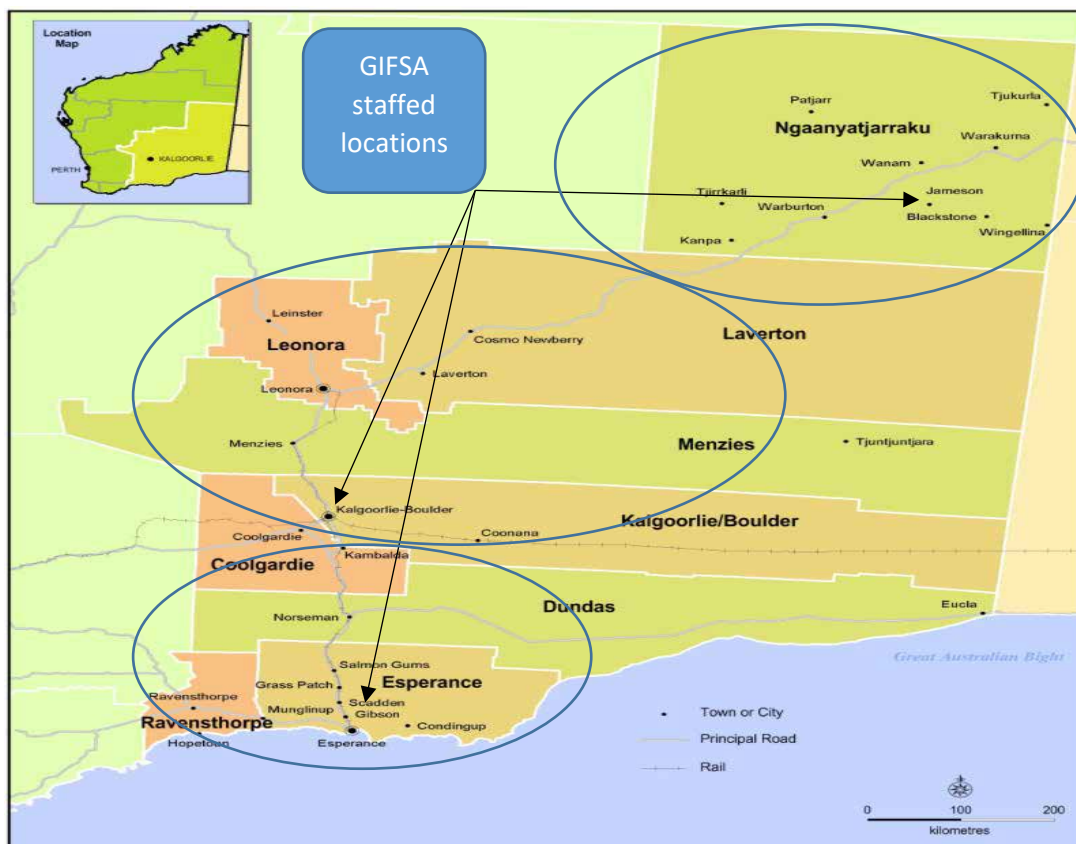 Location
Map
KALGOORLIE
PERTH
GIFSA
staffed
locations
Patjarr
Tjukurla
Ngaanyatjarraku
Warakurna
Wanarn
Tjirrkarli
Jameson
Warburton
Blackstone
Kanpa
Wingellina
Leinster
Leonora
Cosmo Newberry
Laverton
Laverton
Leonora
Menzies
Menzies
Tjuntjuntjara
Kalgoorlie-Boulder
Kalgoorlie/Boulder
Coolgardie
Coonana
Kambalda
Coolgardie
Dundas
Eucla
Norseman
Great Australian Bight
Salmon Gums
Esperance
Grass Patch
Ravensthorpe
Scadden
Munglinup
Gibson
Ravensthorpe
Condingup
Hopetoun
Esperance
Town or City
Principal Road
Rail
0 100 200
kilometres